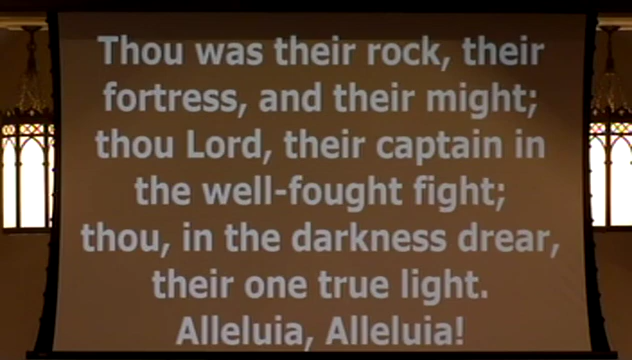 Thou was their rock, their
fortress, and their might;
thou Lord, their captain in
the well-fought fight;
thou, in the darkness drear,
their one true light.
Alleluia, Alleluia!